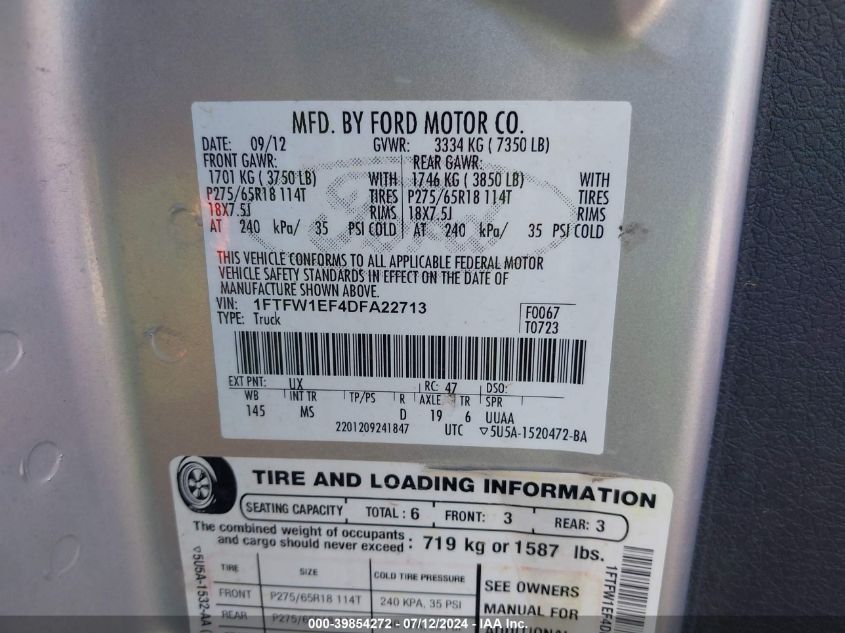 MFD. BY FORD MOTOR CO.
DATE: 09/12 GVWR: 3334 KG ( 7350 LB)
FRONT GAWR: REAR GAWR:
1701 KG ( 3750 LB) WITH 1746 KG ( 3850 LB) WITH
P275/65R18 114T TIRES P275/65R18 114T TIRES
18X7.5J RIMS 18X7.5J RIMS
AT 240 kPa/ 35 PSI COLD AT 240 kPa/ 35 PSI COLD
THIS VEHICLE CONFORMS TO ALL APPLICABLE FEDERAL MOTOR
VEHICLE SAFETY STANDARDS IN EFFECT ON THE DATE OF
MANUFACTURE SHOWN ABOVE.
VIN: 1FTFW1EF4DFA22713
TYPE: Truck
F0067
T0723
EXT PNT: UX RC: 47 DSO:
WB INT TR TP/PS R AXLE TR SPR
145 MS D 19 6 UUAA
2201209241847 UTC ▽5U5A-1520472-BA
TIRE AND LOADING INFORMATION
SEATING CAPACITY TOTAL: 6 FRONT: 3 REAR: 3
The combined weight of occupants
and cargo should never exceed : 719 kg or 1587 lbs.
TIRE SIZE COLD TIRE PRESSURE
FRONT P275/65R18 114T 240 KPA, 35 PSI
REAR
SEE OWNERS
MANUAL FOR
▽5U5A-1532-AA
1FTFW1EF4D
000-39854272 - 07/12/2024 - IAA Inc.